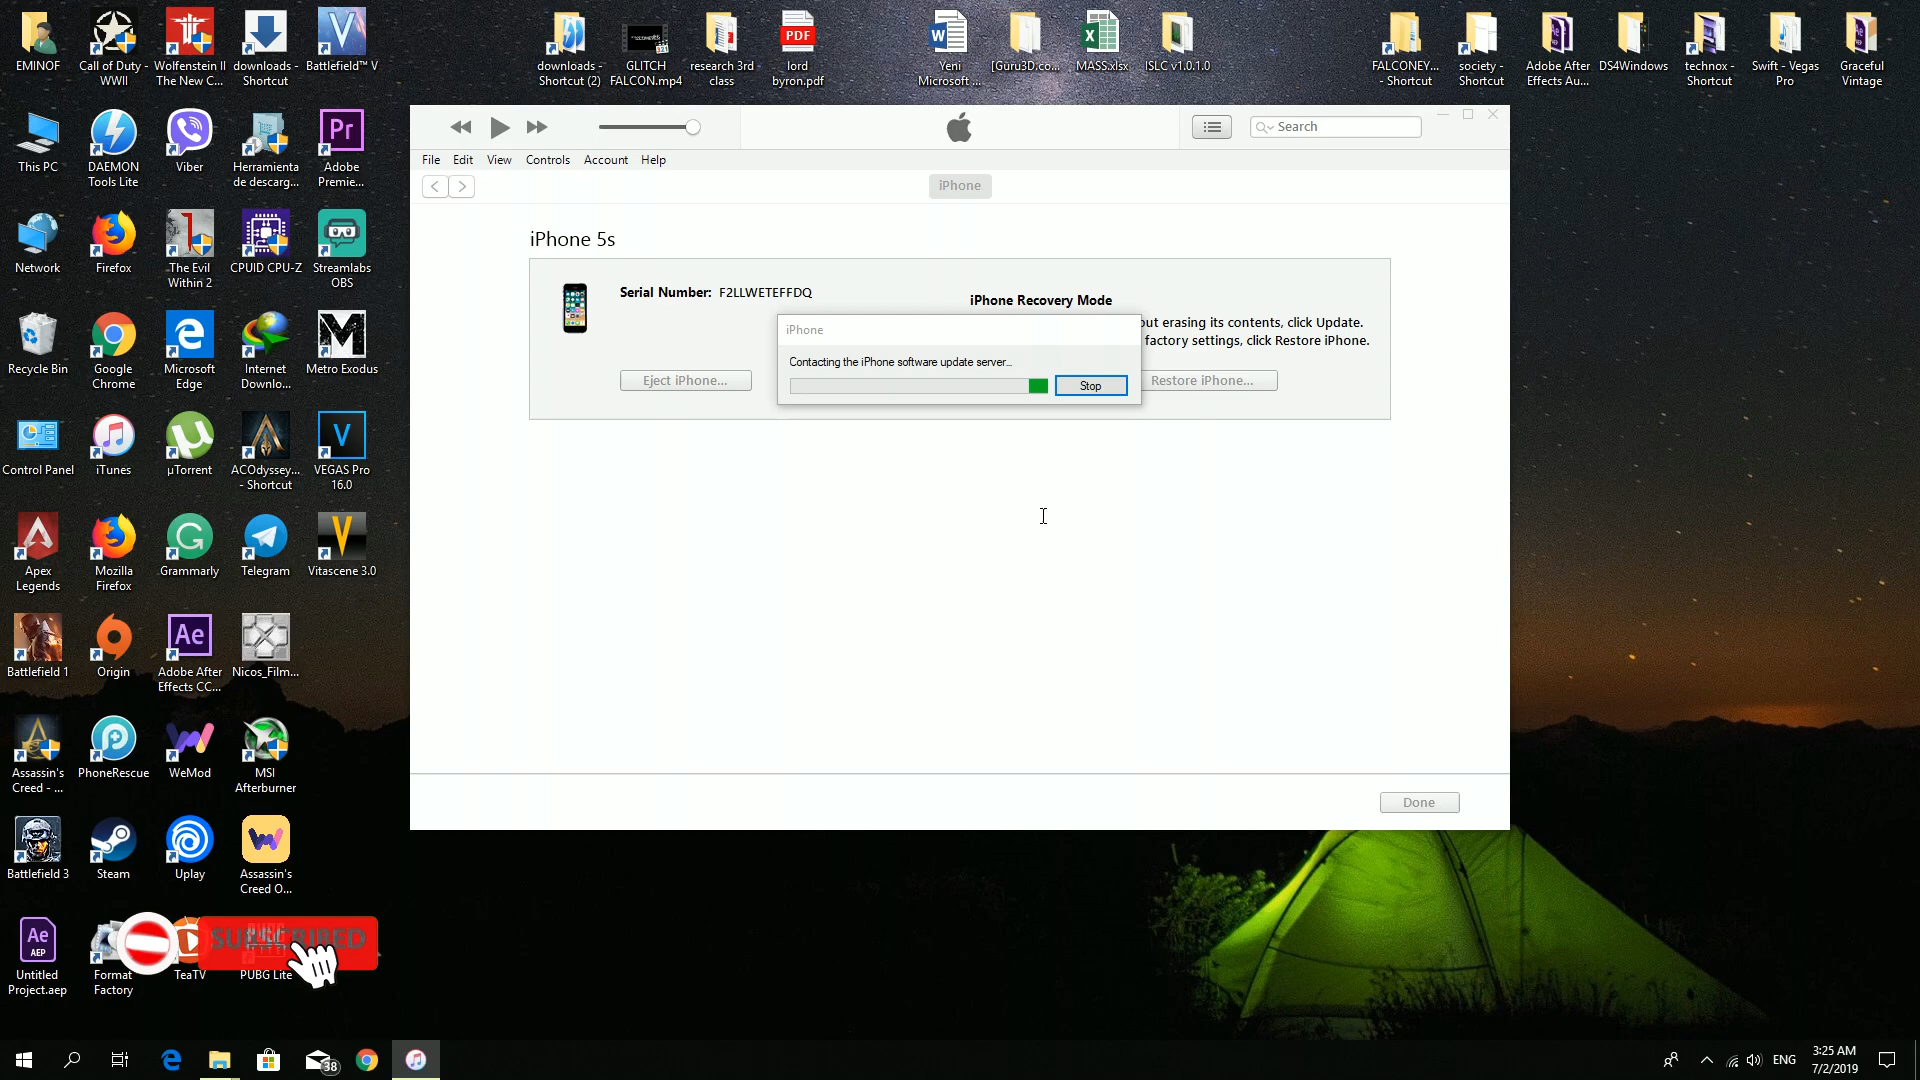 EMINOF
Call of Duty -
WWII
Wolfenstein II
The New C...
downloads -
Shortcut
Battlefield™ V
downloads -
Shortcut (2)
GLITCH
FALCON.mp4
research 3rd
class
PDF
lord
byron.pdf
Yeni
Microsoft ...
[Guru3D.co...
MASS.xlsx
ISLC v1.0.1.0
FALCONEY...
- Shortcut
society -
Shortcut
Adobe After
Effects Au...
DS4Windows
technox -
Shortcut
Swift - Vegas
Pro
Graceful
Vintage
Search
File Edit View Controls Account Help
iPhone
iPhone 5s
Serial Number: F2LLWETEFFDQ
iPhone Recovery Mode
out erasing its contents, click Update.
factory settings, click Restore iPhone.
Eject iPhone...
Restore iPhone...
iPhone
Contacting the iPhone software update server...
Stop
Done
This PC
DAEMON
Tools Lite
Viber
Herramienta
de descarg...
Pr
Adobe
Premie...
Network
Firefox
The Evil
Within 2
CPUID CPU-Z
Streamlabs
OBS
Recycle Bin
Google
Chrome
Microsoft
Edge
Internet
Downlo...
Metro Exodus
Control Panel
iTunes
µTorrent
ACOdyssey...
- Shortcut
V
VEGAS Pro
16.0
Apex
Legends
Mozilla
Firefox
Grammarly
Telegram
Vitascene 3.0
Battlefield 1
Origin
Ae
Adobe After
Effects CC...
Nicos_Film...
Assassin's
Creed - ...
PhoneRescue
WeMod
MSI
Afterburner
Battlefield 3
Steam
Uplay
Assassin's
Creed O...
Ae
AEP
Untitled
Project.aep
Format
Factory
TeaTV
PUBG Lite
SUBSCRIBED
38
ENG
3:25 AM
7/2/2019